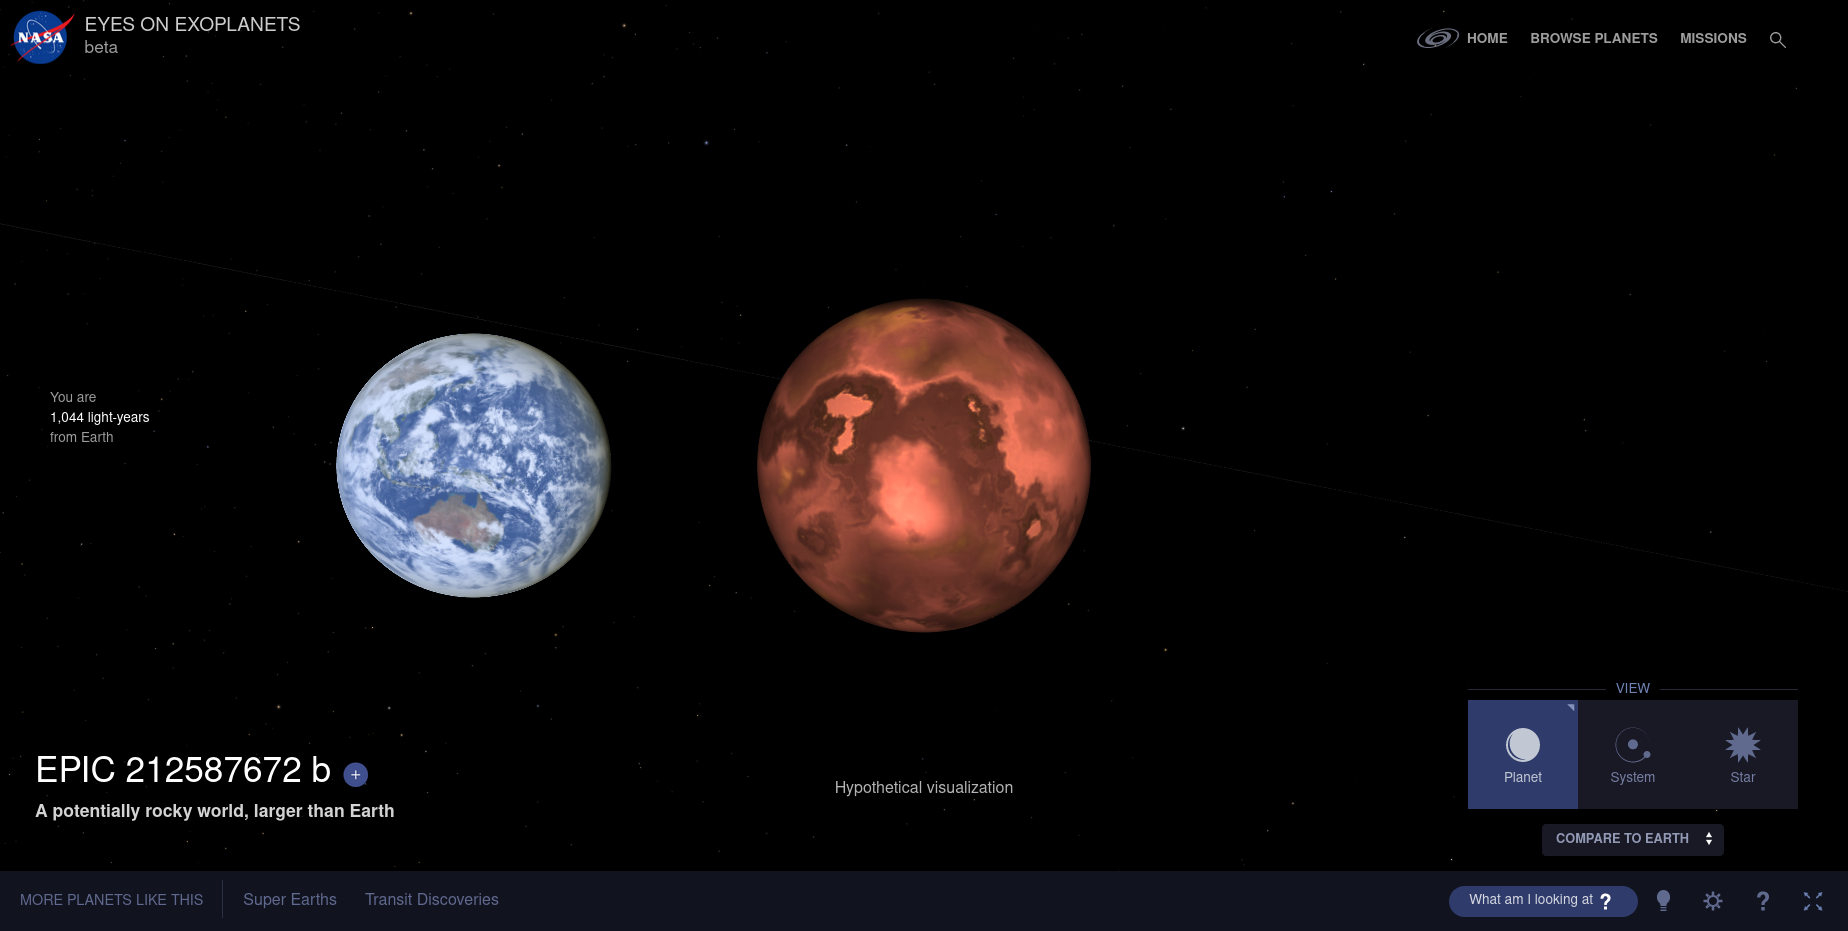 NASA
EYES ON EXOPLANETS
beta
HOME
BROWSE PLANETS
MISSIONS
You are
1,044 light-years
from Earth
EPIC 212587672 b +
A potentially rocky world, larger than Earth
Hypothetical visualization
VIEW
Planet
System
Star
COMPARE TO EARTH
MORE PLANETS LIKE THIS
Super Earths
Transit Discoveries
What am I looking at ?
?